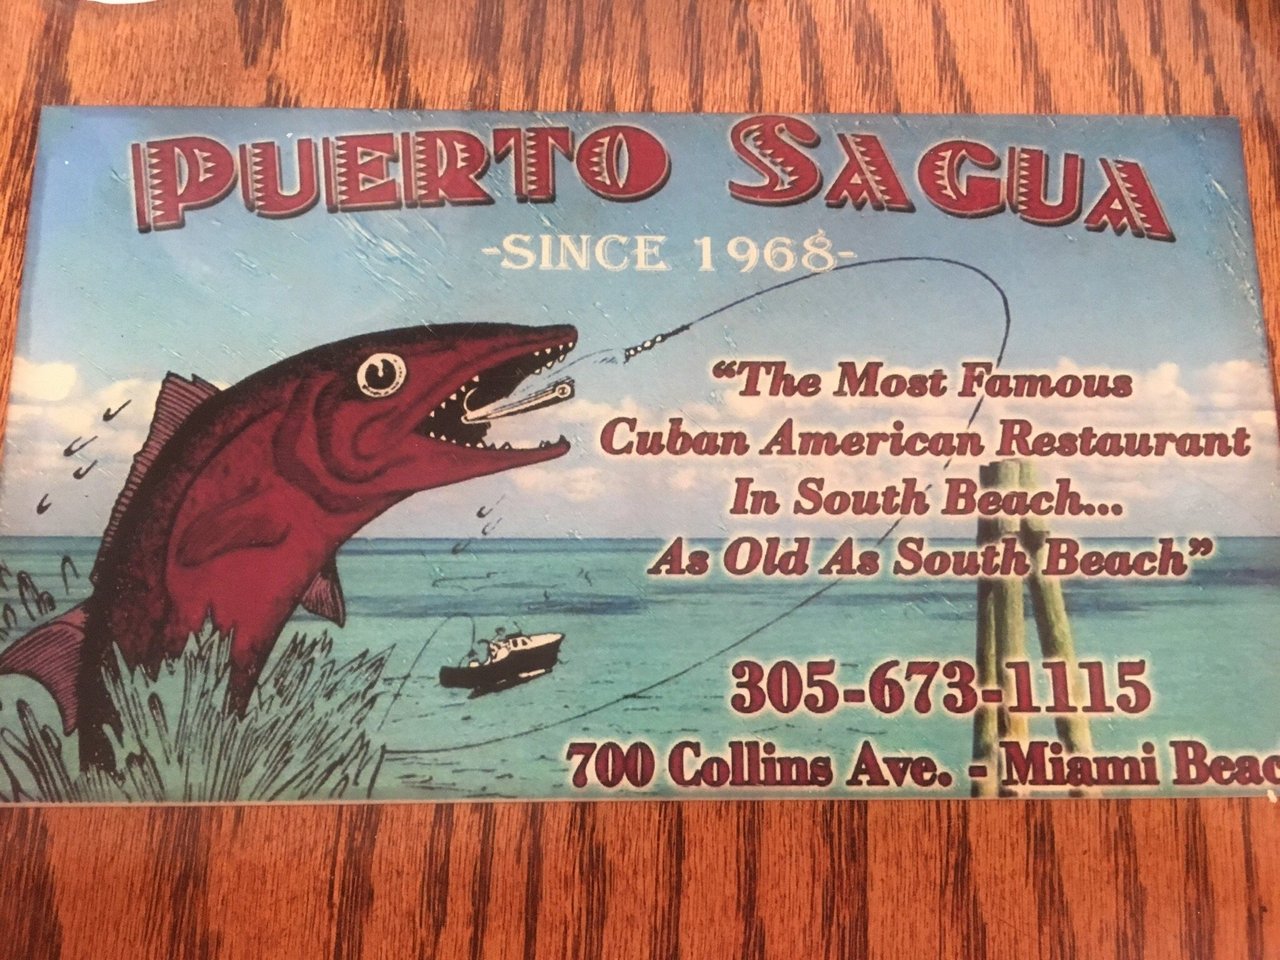 PUERTO SAGUA
-SINCE 1968-
"The Most Famous
Cuban American Restaurant
In South Beach...
As Old As South Beach"
305-673-1115
700 Collins Ave. - Miami Beac